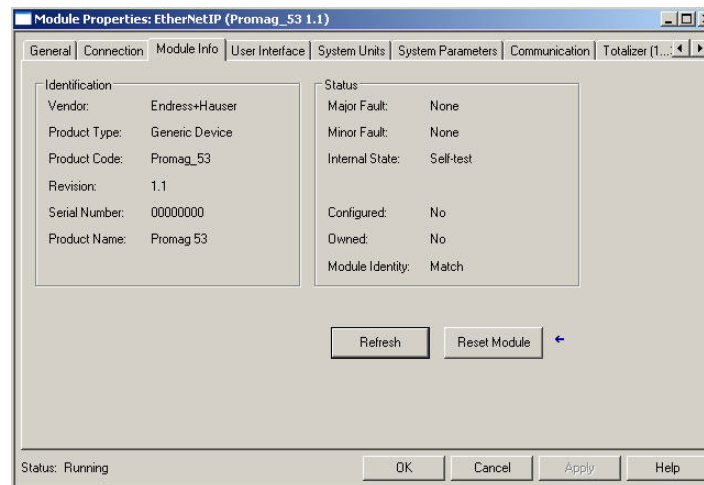 Module Properties: EtherNetIP (Promag_53 1.1)
General Connection Module Info User Interface System Units System Parameters Communication Totalizer (1...
Identification
Vendor: Endress+Hauser
Product Type: Generic Device
Product Code: Promag_53
Revision: 1.1
Serial Number: 00000000
Product Name: Promag 53
Status
Major Fault: None
Minor Fault: None
Internal State: Self-test
Configured: No
Owned: No
Module Identity: Match
Refresh Reset Module
Status: Running OK Cancel Apply Help